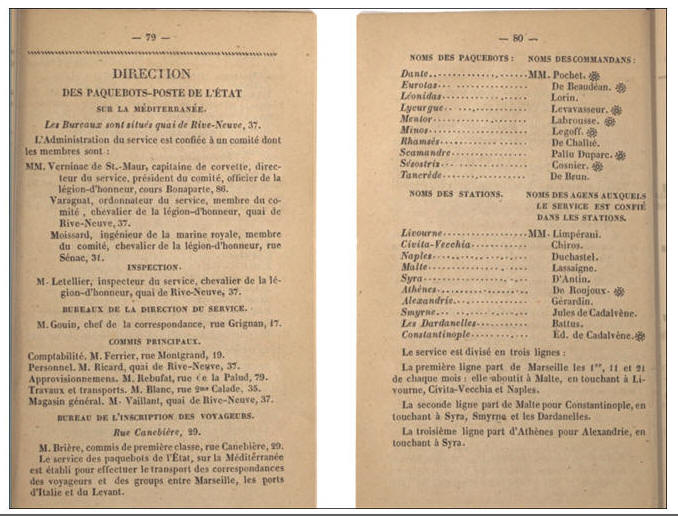 — 79 —
DIRECTION
DES PAQUEBOTS-POSTE DE L'ÉTAT
SUR LA MÉDITERRANÉE.
Les Bureaux sont situés quai de Rive-Neuve, 37.
L'Administration du service est confiée à un comité dont
les membres sont :
MM. Verninac de St.-Maur, capitaine de corvette, direc-
teur du service, président du comité, officier de la
légion-d'honneur, cours Bonaparte, 86.
Varagnat, ordonnateur du service, membre du co-
mité, chevalier de la légion-d'honneur, quai de
Rive-Neuve, 37.
Moissard, ingénieur de la marine royale, membre
du comité, chevalier de la légion-d'honneur, rue
Sénac, 31.
INSPECTION.
M. Letellier, inspecteur du service, chevalier de la lé-
gion-d'honneur, quai de Rive-Neuve, 37.
BUREAUX DE LA DIRECTION DU SERVICE.
M. Gouin, chef de la correspondance, rue Grignan, 17.
COMMIS PRINCIPAUX.
Comptabilité. M. Ferrier, rue Montgrand, 19.
Personnel. M. Ricard, quai de Rive-Neuve, 37.
Approvisionnemens. M. Rebufat, rue de la Palud, 79.
Travaux et transports. M. Blanc, rue 2me Calade, 35.
Magasin général. M. Vaillant, quai de Rive-Neuve, 37.
BUREAU DE L'INSCRIPTION DES VOYAGEURS.
Rue Canebière, 29.
M. Brière, commis de première classe, rue Canebière, 29.
Le service des paquebots de l'État, sur la Méditérranée
est établi pour effectuer le transport des correspondances
des voyageurs et des groupes entre Marseille, les ports
d'Italie et du Levant.
— 80 —
NOMS DES PAQUEBOTS : NOMS DES COMMANDANS :
Dante MM. Pochet.
Eurotas De Beaudéan.
Léonidas Lorin.
Lycurgue Levavasseur.
Mentor Labrousse.
Minos Legoff.
Rhamsès De Challié.
Scamandre Pallu Duparc.
Sésostris Cosnier.
Tancrède De Brun.
NOMS DES STATIONS. NOMS DES AGENS AUXQUELS
LE SERVICE EST CONFIÉ
DANS LES STATIONS.
Livourne MM. Limpérani.
Civita-Vecchia Chiros.
Naples Duchastel.
Malte Lassaigne.
Syra D'Antin.
Athènes De Roujoux.
Alexandrie Gérardin.
Smyrne Jules de Cadalvène.
Les Dardanelles Battus.
Constantinople Ed. de Cadalvène.
Le service est divisé en trois lignes :
La première ligne part de Marseille les 1er, 11 et 21
de chaque mois : elle aboutit à Malte, en touchant à Li-
vourne, Civita-Vecchia et Naples.
La seconde ligne part de Malte pour Constantinople, en
touchant à Syra, Smyrne et les Dardanelles.
La troisième ligne part d'Athènes pour Alexandrie, en
touchant à Syra.